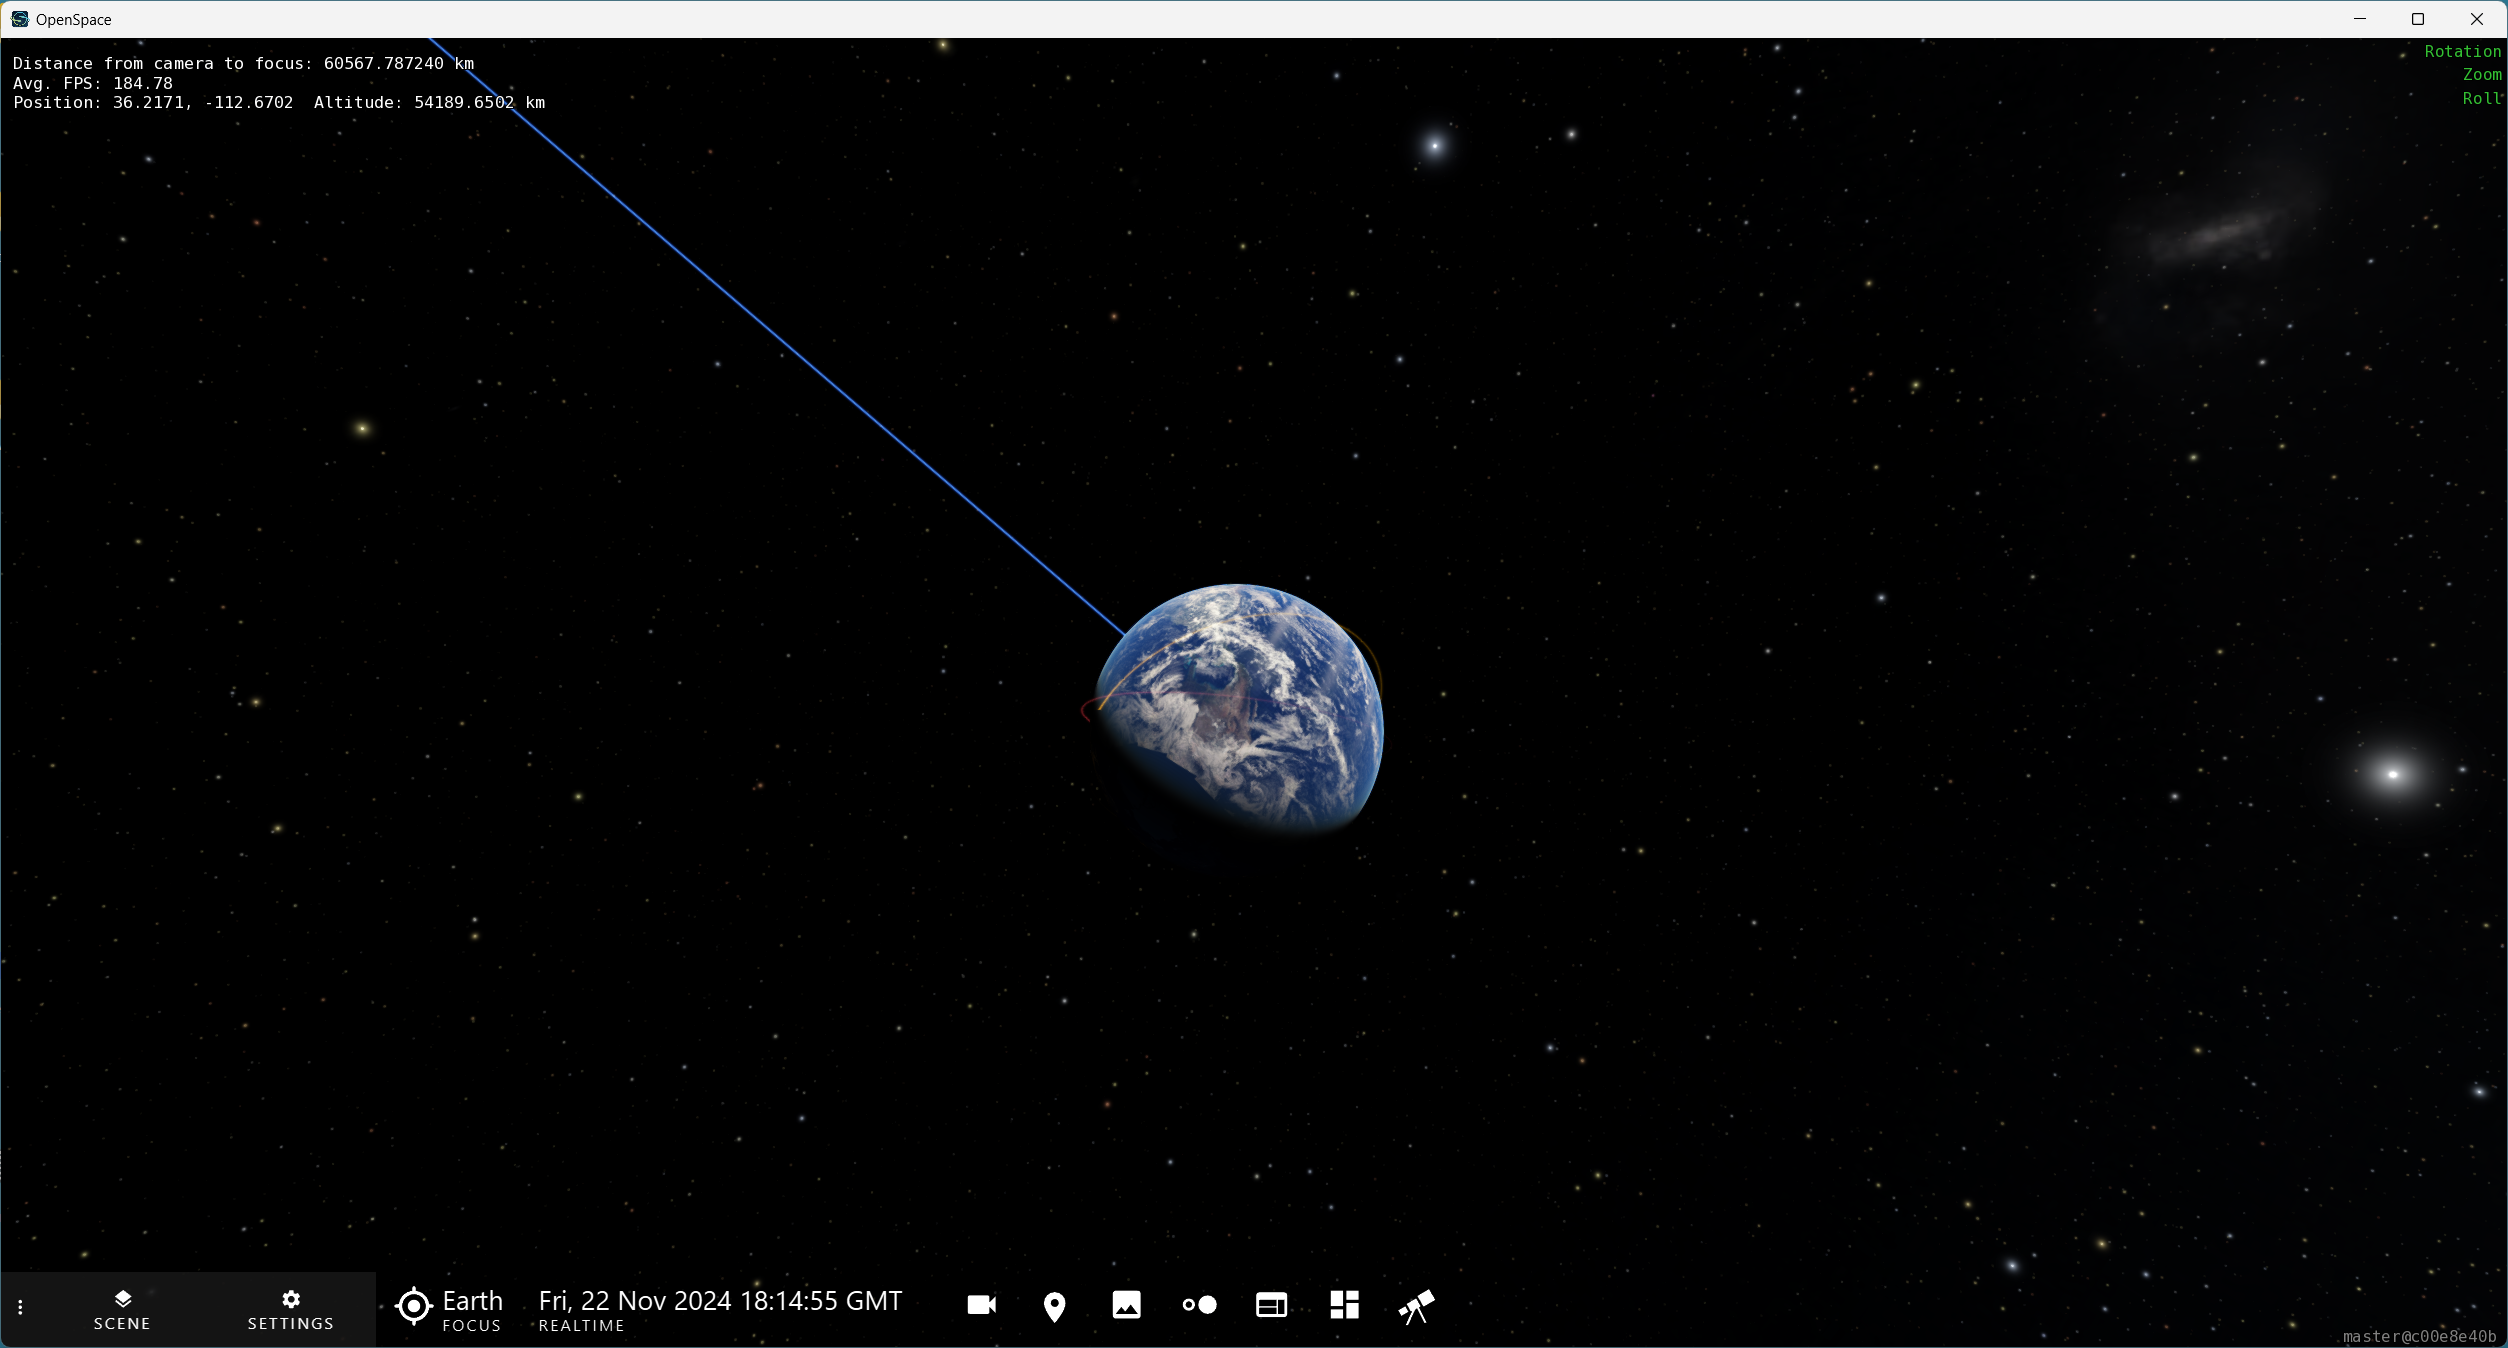 OpenSpace
Distance from camera to focus: 60567.787240 km
Avg. FPS: 184.78
Position: 36.2171, -112.6702  Altitude: 54189.6502 km
Rotation
Zoom
Roll
SCENE
SETTINGS
Earth
FOCUS
Fri, 22 Nov 2024 18:14:55 GMT
REALTIME
master@c00e8e40b